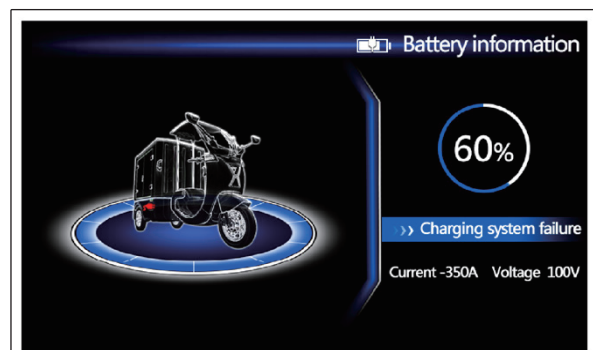 Battery information
60%
Charging system failure
Current -350A Voltage 100V